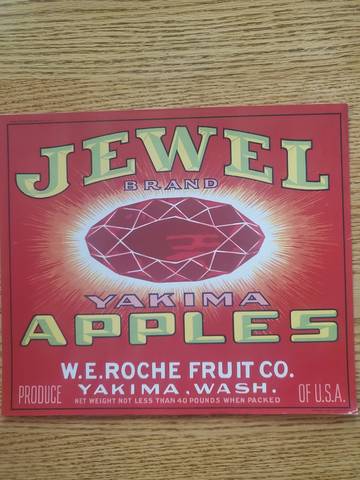 JEWEL
BRAND
YAKIMA
APPLES
W.E.ROCHE FRUIT CO.
YAKIMA, WASH.
PRODUCE OF U.S.A.
NET WEIGHT NOT LESS THAN 40 POUNDS WHEN PACKED